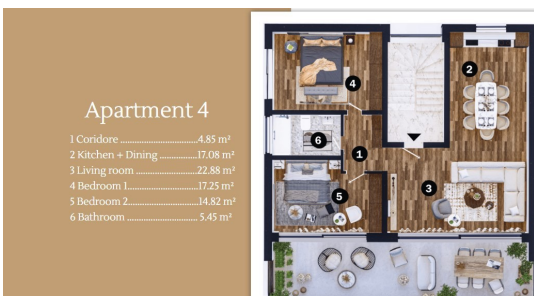 Apartment 4
1 Coridore ............................4.85 m²
2 Kitchen + Dining ..............17.08 m²
3 Living room .......................22.88 m²
4 Bedroom 1..........................17.25 m²
5 Bedroom 2..........................14.82 m²
6 Bathroom ........................... 5.45 m²
4
2
6
1
5
3